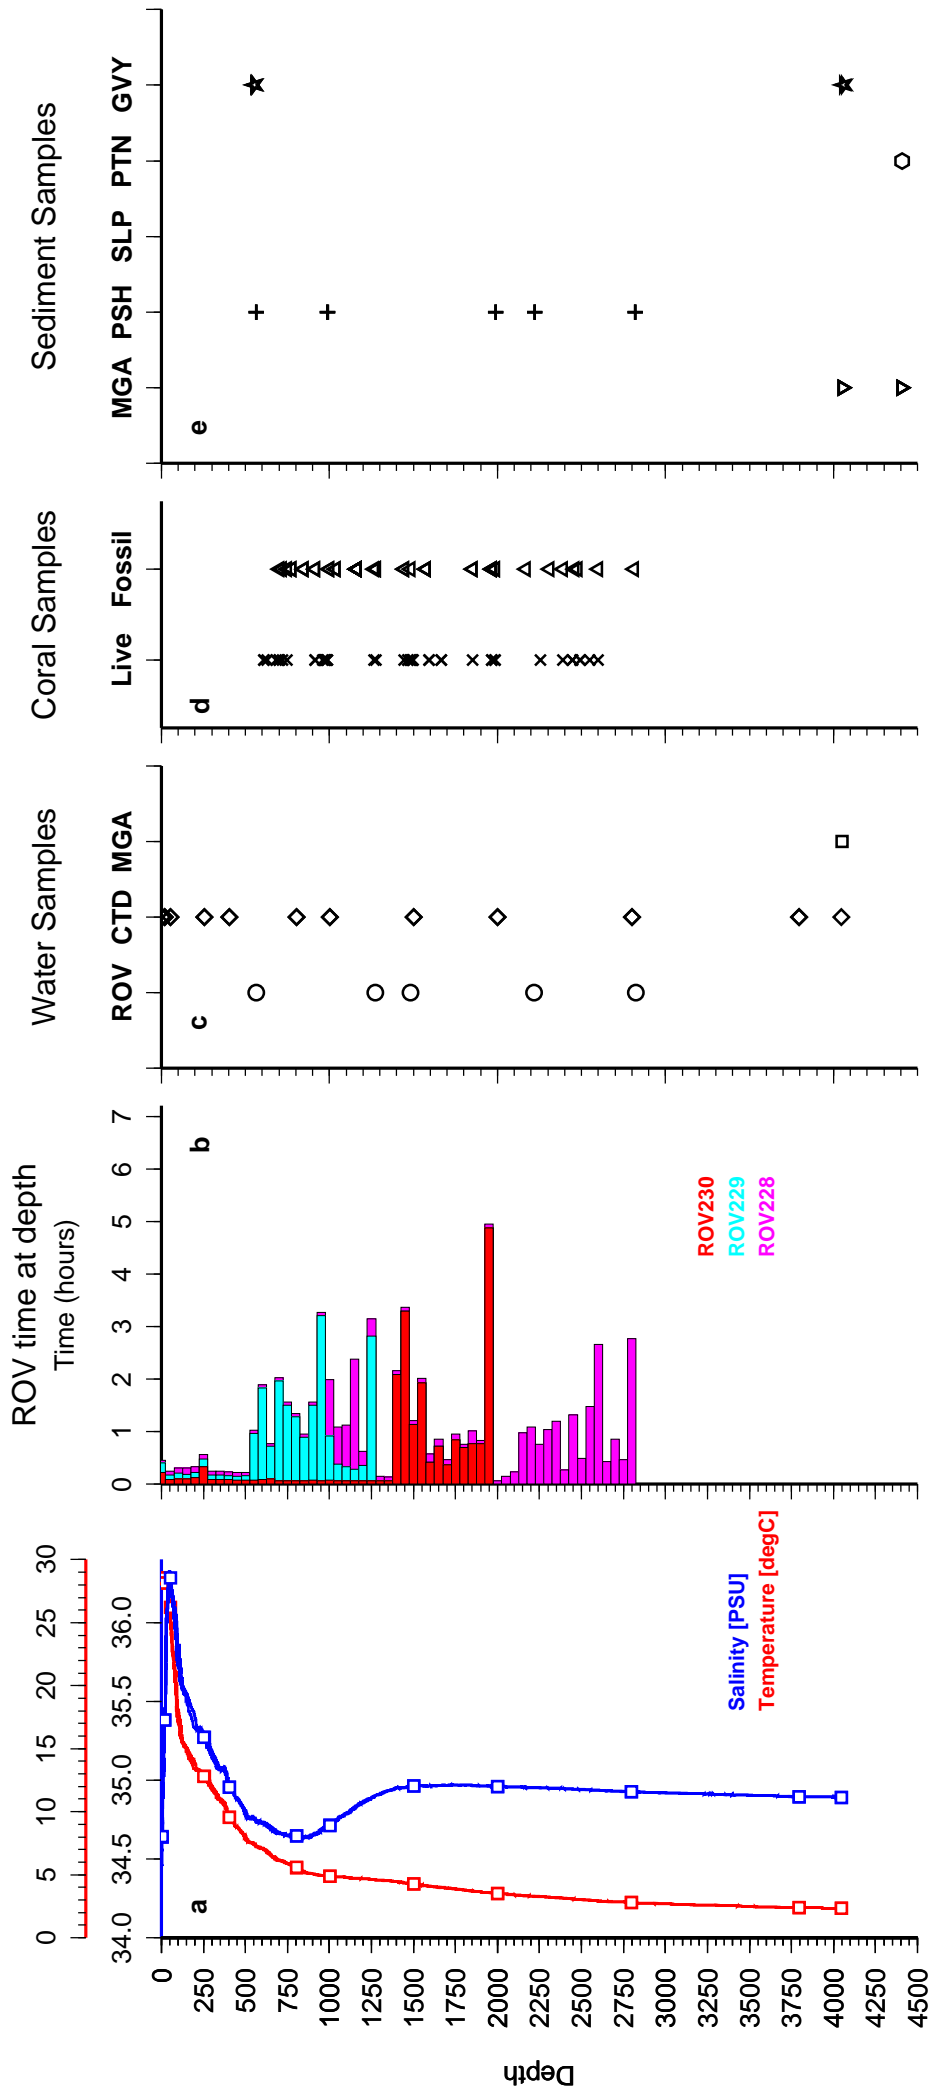 Depth
0
250
500
750
1000
1250
1500
1750
2000
2250
2500
2750
3000
3250
3500
3750
4000
4250
4500
0 5 10 15 20 25 30
34.0 34.5 35.0 35.5 36.0
a
Salinity [PSU]
Temperature [degC]
ROV time at depth
Time (hours)
0 1 2 3 4 5 6 7
b
ROV230
ROV229
ROV228
Water Samples
ROV CTD MGA
c
Coral Samples
Live Fossil
d
Sediment Samples
MGA PSH SLP PTN GVY
e